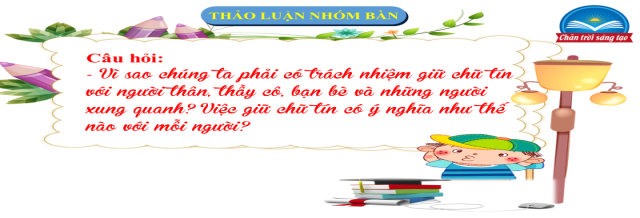 THẢO LUẬN NHÓM BÀN
Chân trời sáng tạo
Câu hỏi:
- Vì sao chúng ta phải có trách nhiệm giữ chữ tín
với người thân, thầy cô, bạn bè và những người
xung quanh? Việc giữ chữ tín có ý nghĩa như thế
nào với mỗi người?